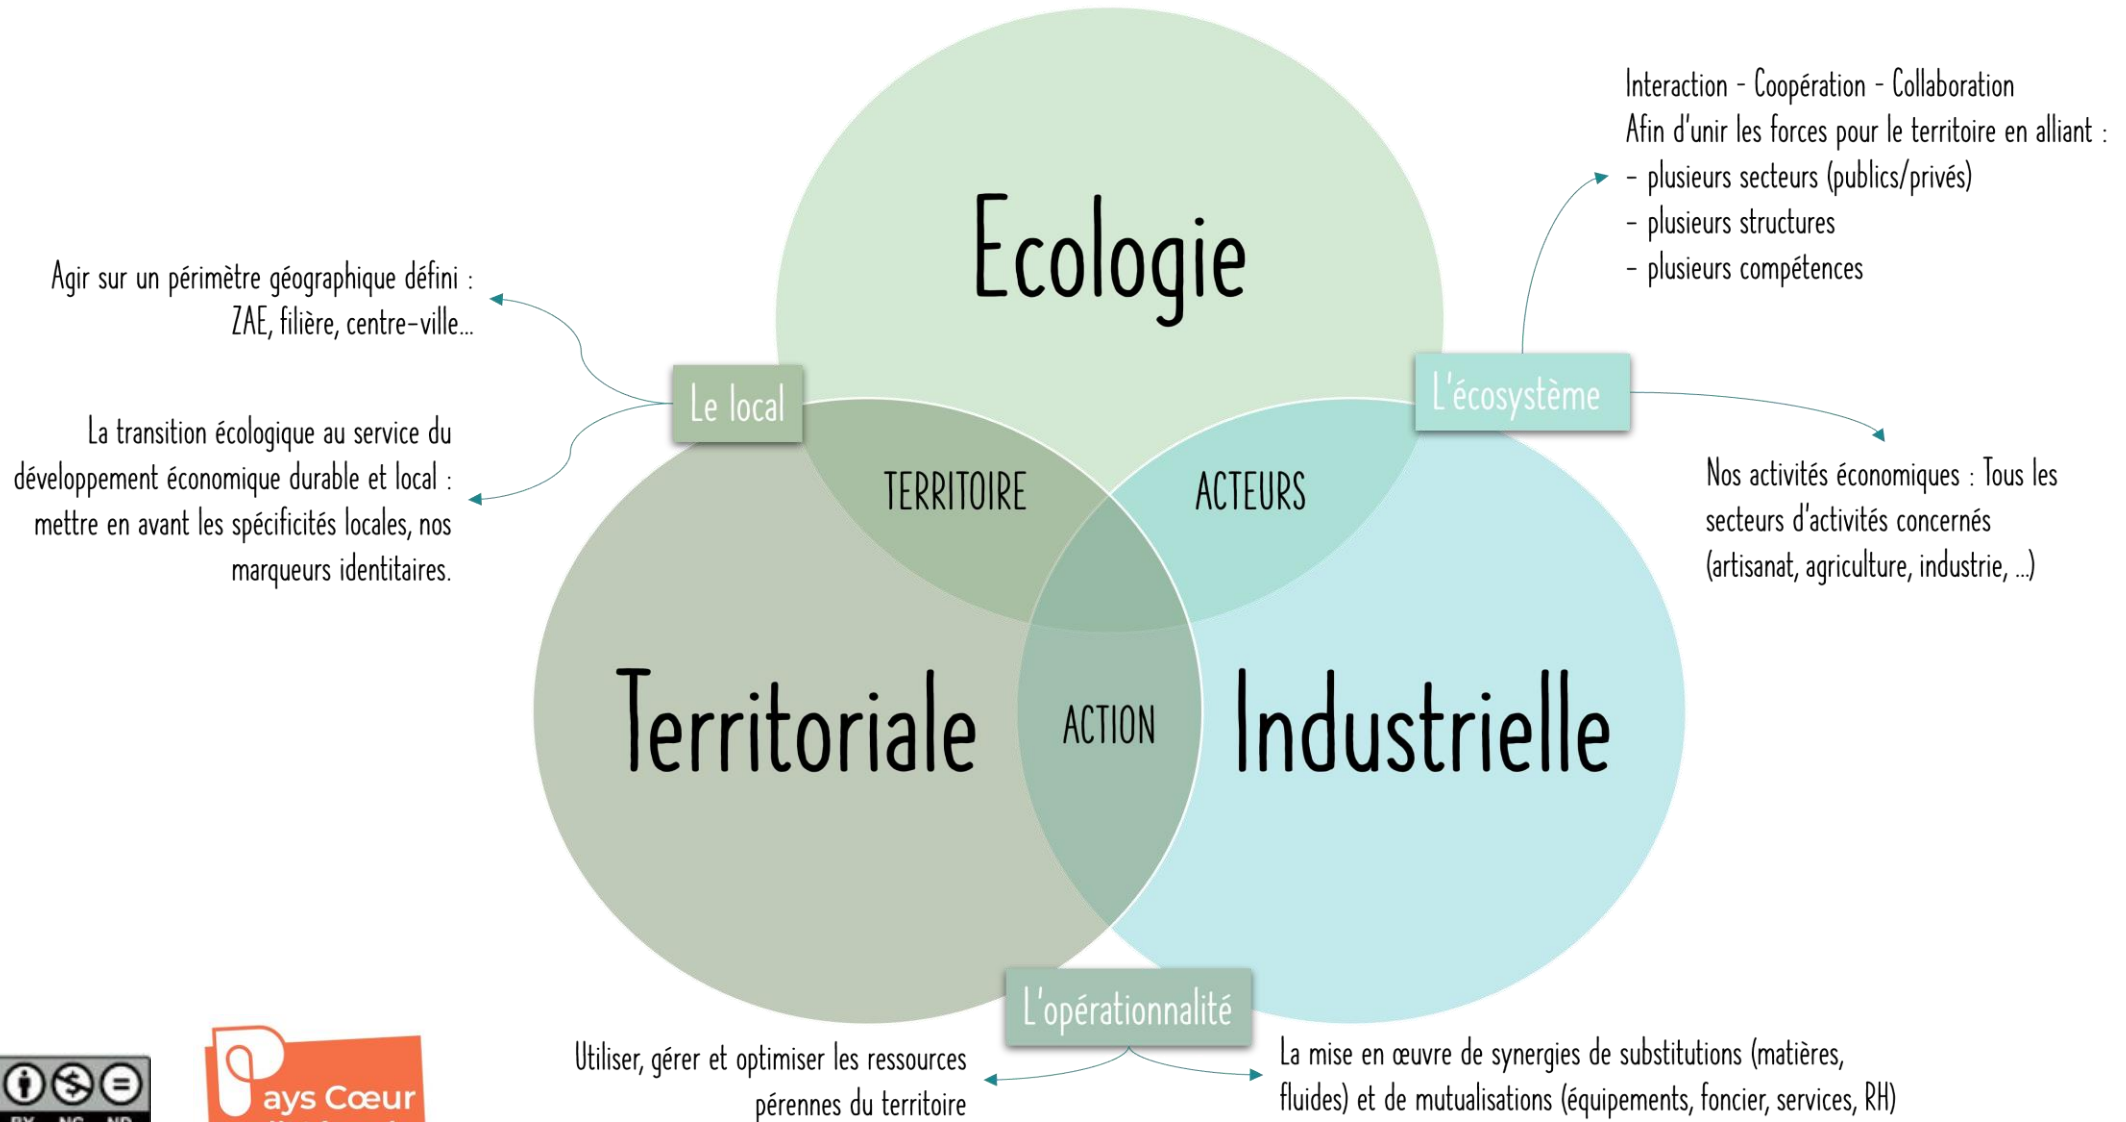 Ecologie
Interaction - Coopération - Collaboration
Afin d'unir les forces pour le territoire en alliant :
- plusieurs secteurs (publics/privés)
- plusieurs structures
- plusieurs compétences
Agir sur un périmètre géographique défini :
ZAE, filière, centre-ville...
Le local
L'écosystème
La transition écologique au service du
développement économique durable et local :
mettre en avant les spécificités locales, nos
marqueurs identitaires.
TERRITOIRE
ACTEURS
Nos activités économiques : Tous les
secteurs d'activités concernés
(artisanat, agriculture, industrie, ...)
Territoriale
ACTION
Industrielle
L'opérationnalité
Utiliser, gérer et optimiser les ressources
pérennes du territoire
La mise en œuvre de synergies de substitutions (matières,
fluides) et de mutualisations (équipements, foncier, services, RH)
BY NC ND
Pays Cœur